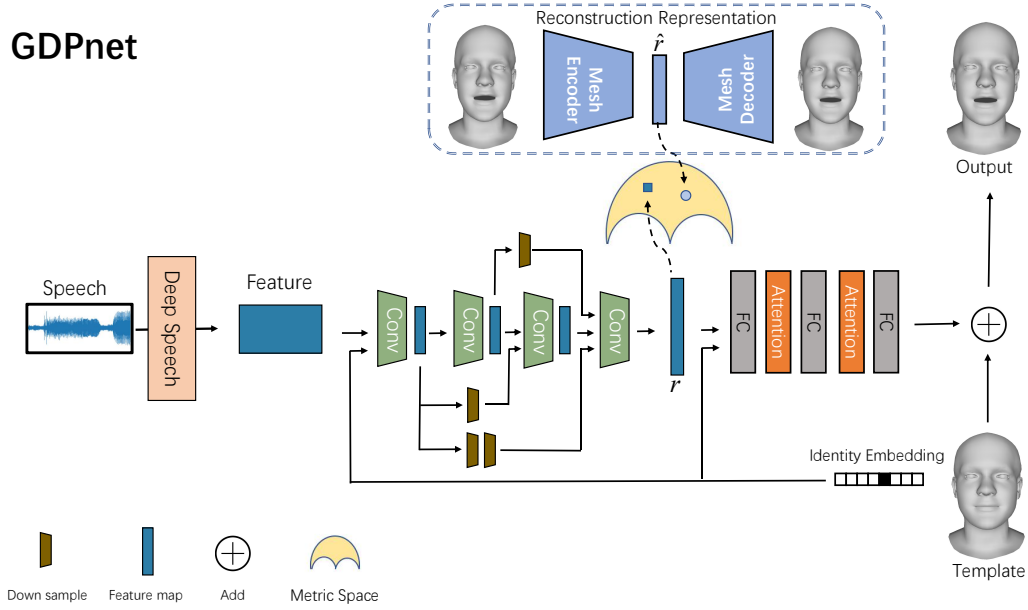 GDPnet
Reconstruction Representation
r̂
Mesh
Encoder
Mesh
Decoder
Output
Speech
Deep Speech
Feature
Conv
Conv
Conv
Conv
r
FC
Attention
FC
Attention
FC
Identity Embedding
Template
Down sample
Feature map
Add
Metric Space